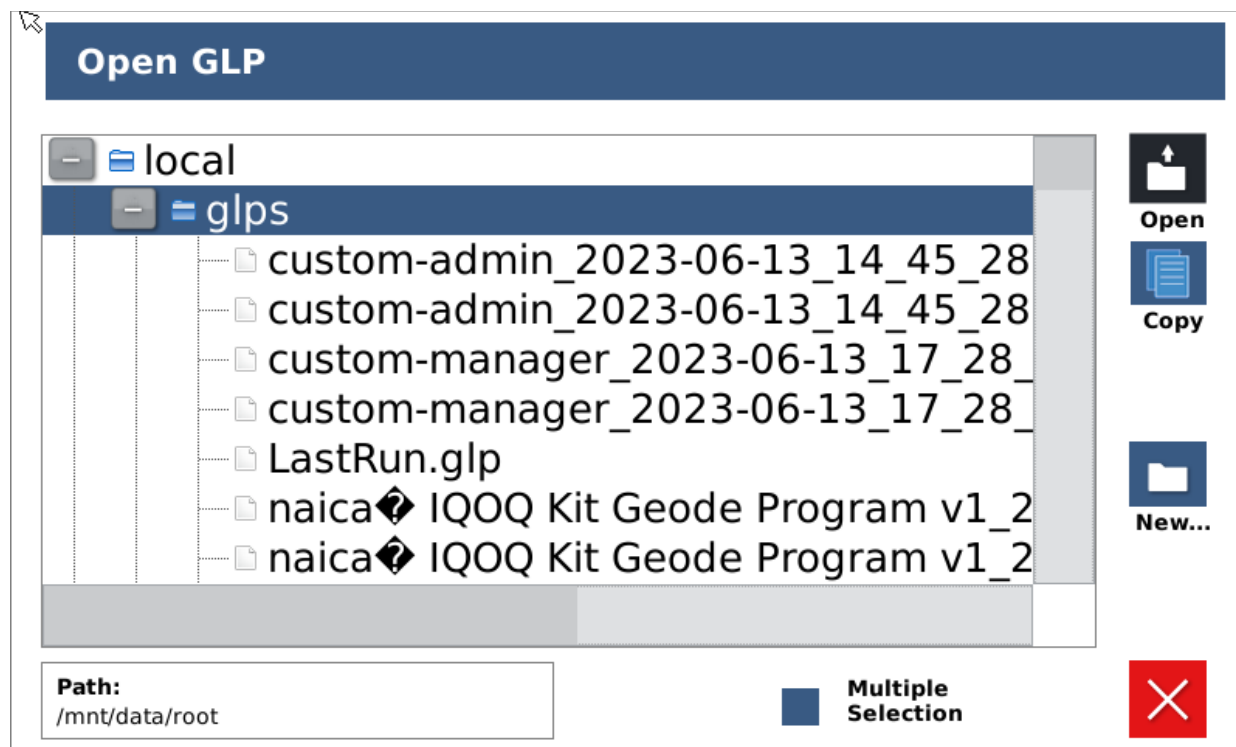 Open GLP
local
glps
custom-admin_2023-06-13_14_45_28
custom-admin_2023-06-13_14_45_28
custom-manager_2023-06-13_17_28_
custom-manager_2023-06-13_17_28_
LastRun.glp
naica� IQOQ Kit Geode Program v1_2
naica� IQOQ Kit Geode Program v1_2
Open
Copy
New...
Path:
/mnt/data/root
Multiple
Selection